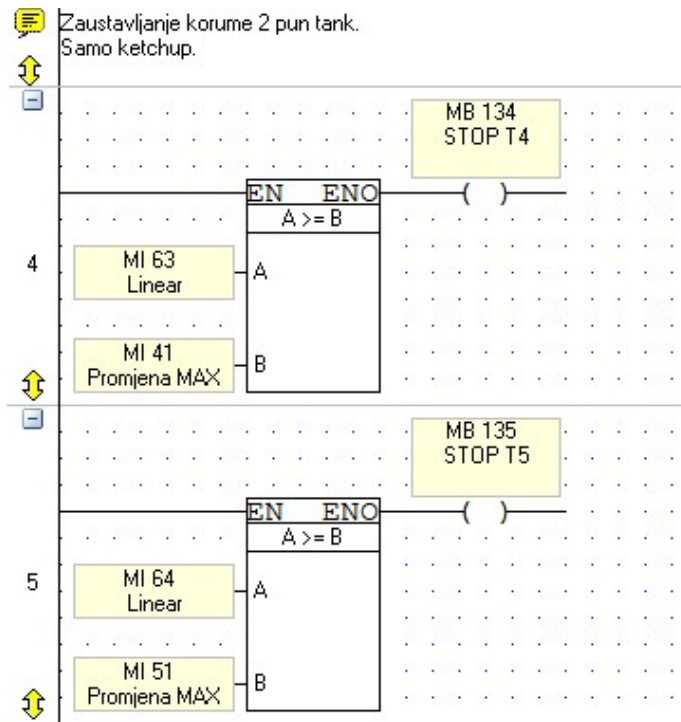 Zaustavljanje korume 2 pun tank.
Samo ketchup.
MB 134
STOP T4
EN ENO
A >= B
4
MI 63
Linear
A
MI 41
Promjena MAX
B
MB 135
STOP T5
EN ENO
A >= B
5
MI 64
Linear
A
MI 51
Promjena MAX
B